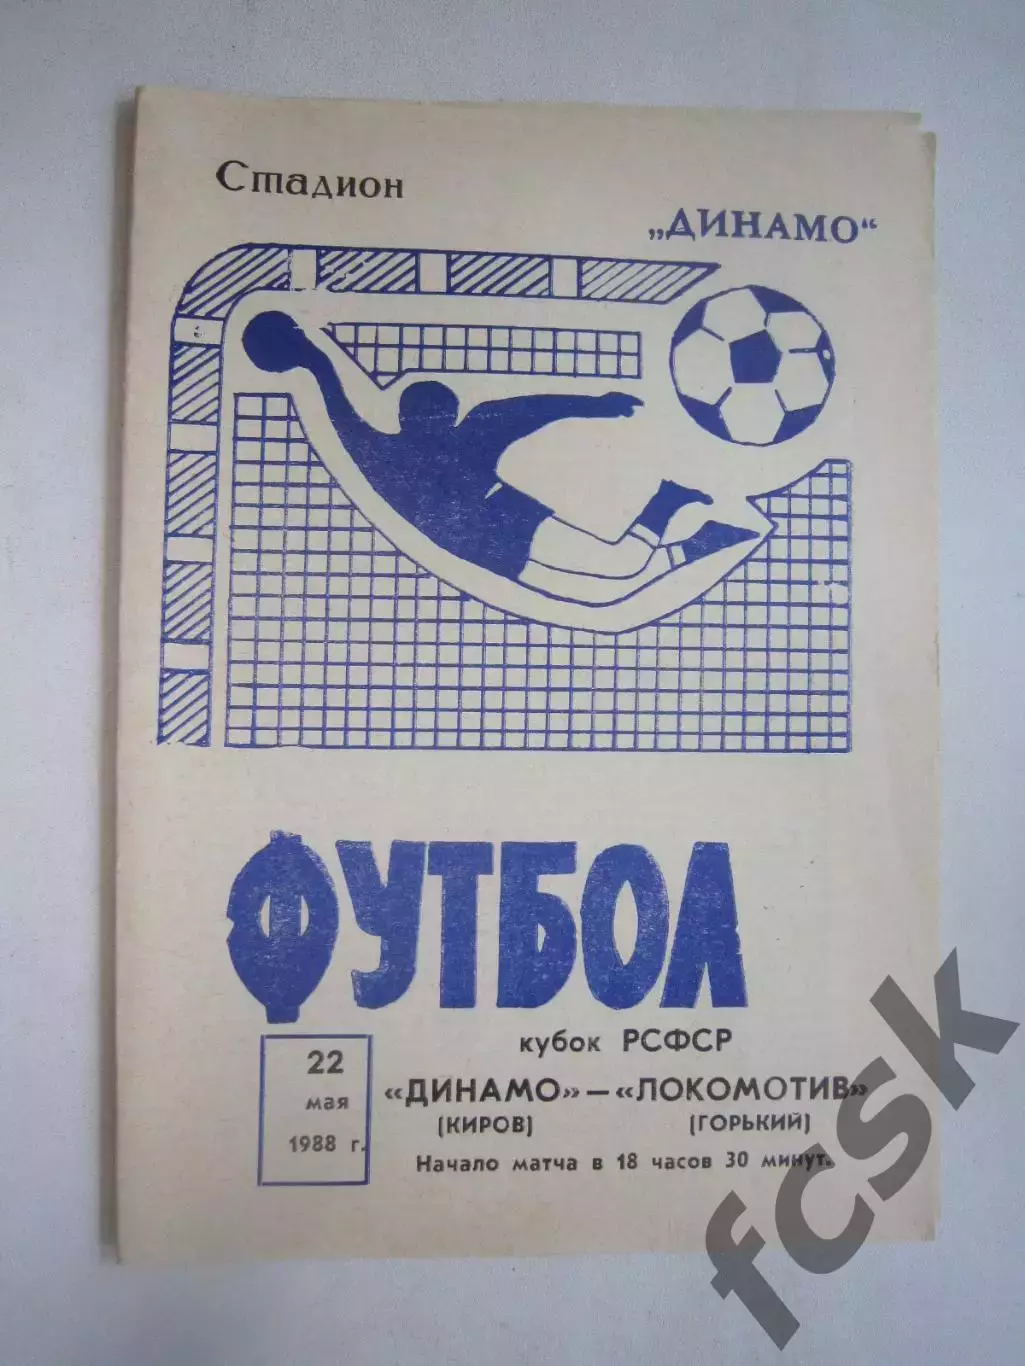 Стадион
„ДИНАМО“
ФУТБОЛ
кубок РСФСР
22
мая
1988 г.
«ДИНАМО» — «ЛОКОМОТИВ»
(КИРОВ) (ГОРЬКИЙ)
Начало матча в 18 часов 30 минут.
fcsk